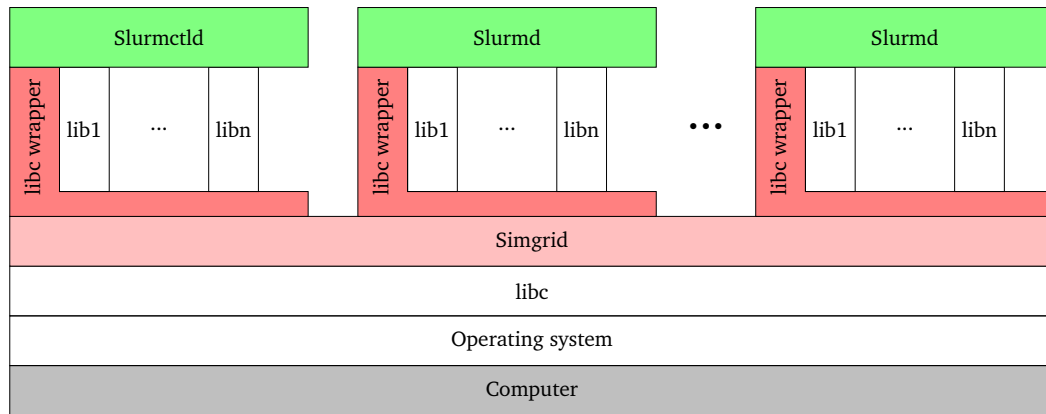 Slurmctld
Slurmd
Slurmd
libc wrapper
lib1
...
libn
libc wrapper
lib1
...
libn
...
libc wrapper
lib1
...
libn
Simgrid
libc
Operating system
Computer